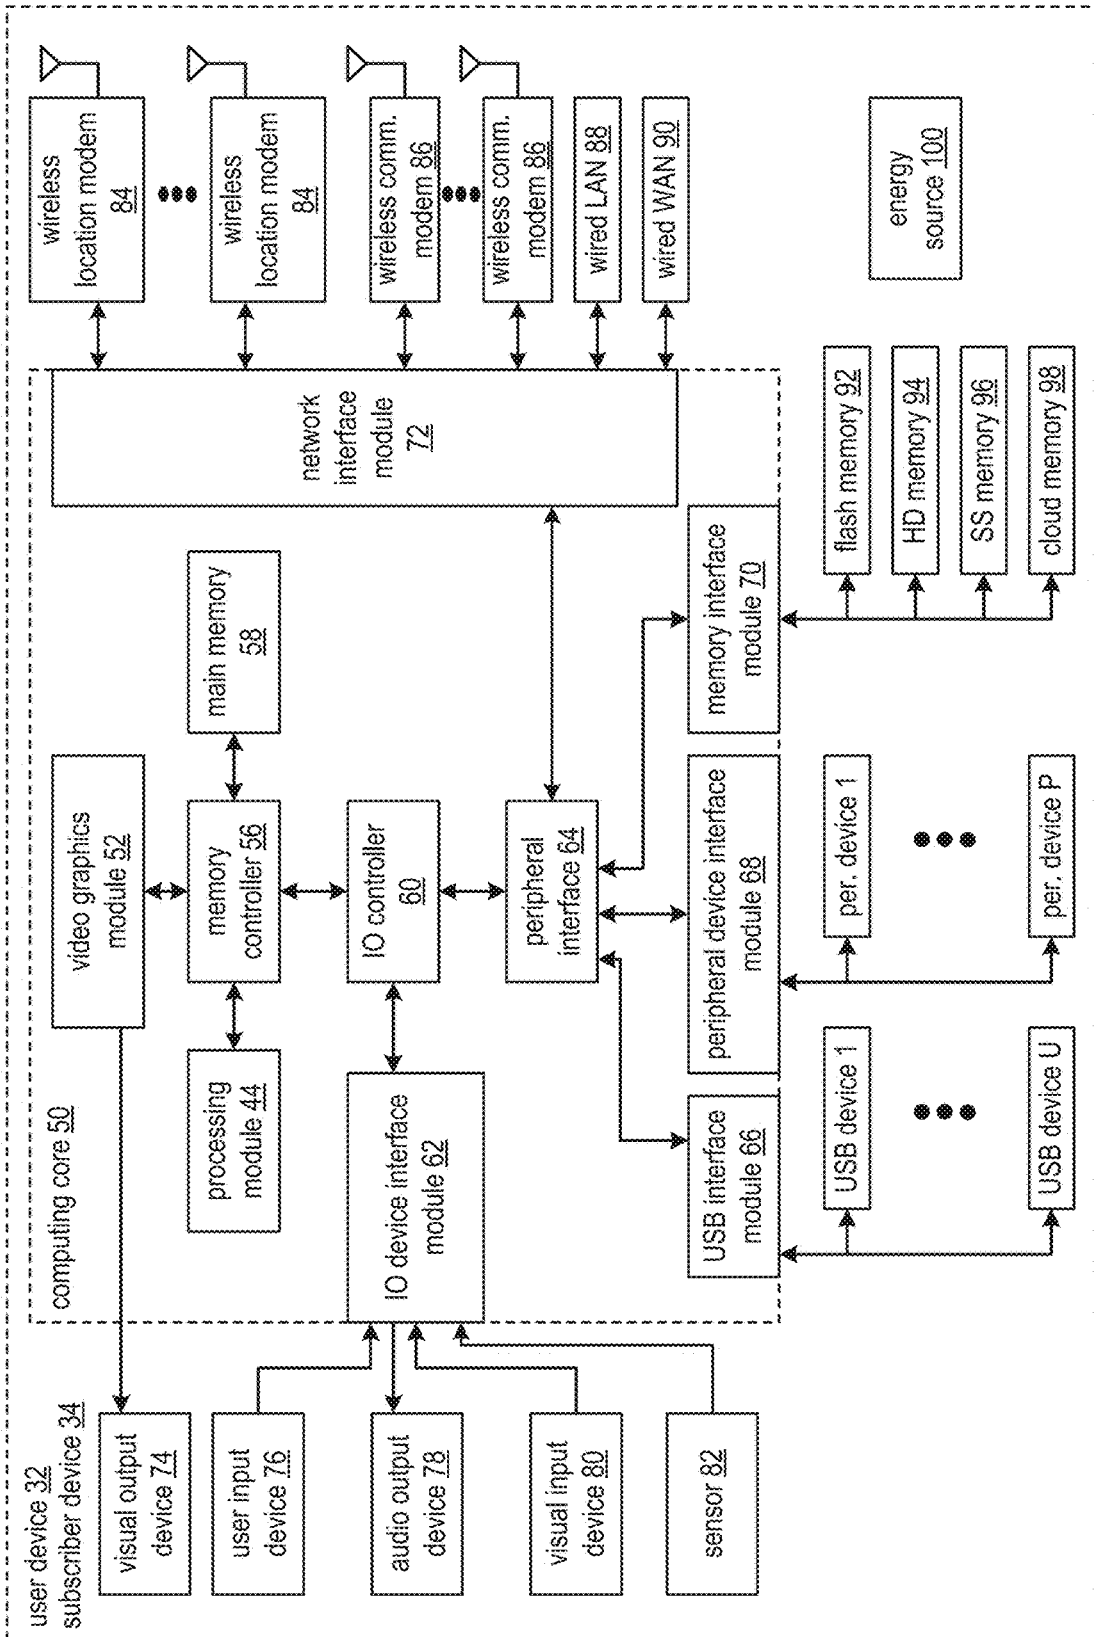 user device 32
subscriber device 34
computing core 50
visual output
device 74
user input
device 76
audio output
device 78
visual input
device 80
sensor 82
video graphics
module 52
processing
module 44
memory
controller 56
main memory
58
IO device interface
module 62
IO controller
60
peripheral
interface 64
network
interface
module
72
USB interface
module 66
peripheral device interface
module 68
memory interface
module 70
wireless
location modem
84
wireless
location modem
84
wireless comm.
modem 86
wireless comm.
modem 86
wired LAN 88
wired WAN 90
USB device 1
USB device U
per. device 1
per. device P
flash memory 92
HD memory 94
SS memory 96
cloud memory 98
energy
source 100